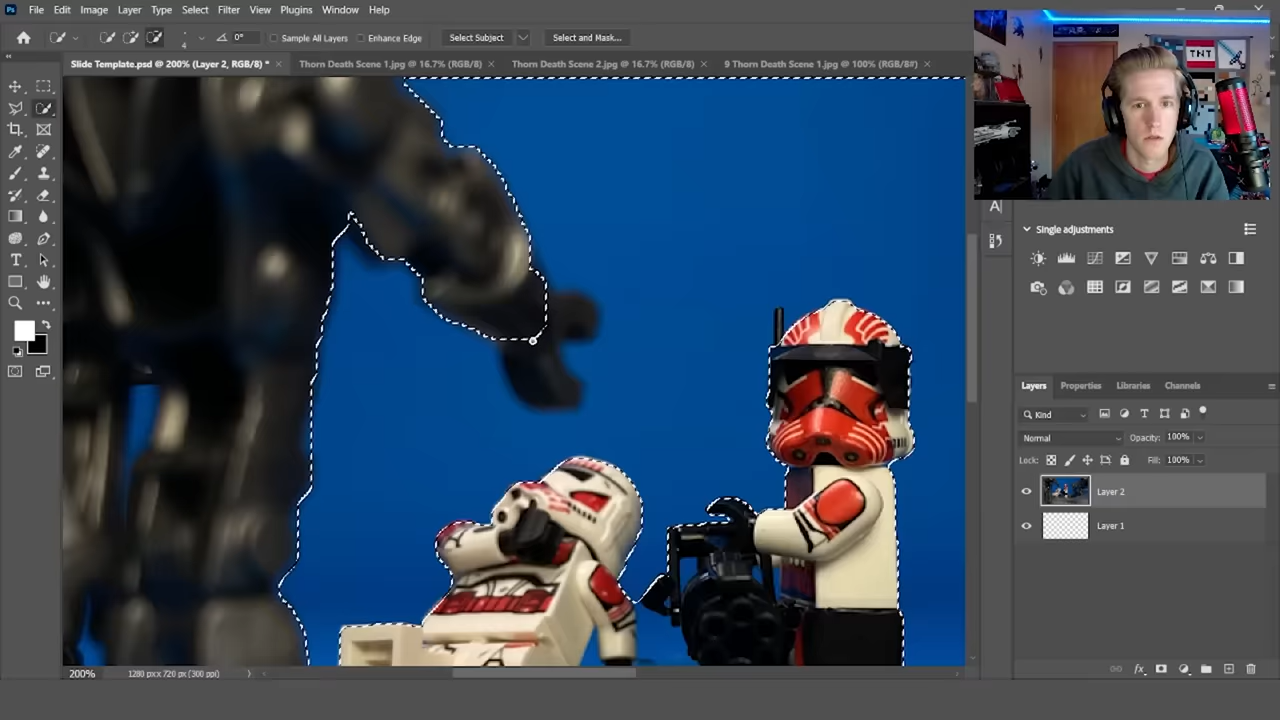 Ps File Edit Image Layer Type Select Filter View Plugins Window Help
4 0° Sample All Layers Enhance Edge Select Subject Select and Mask...
Slide Template.psd @ 200% (Layer 2, RGB/8) * × Thorn Death Scene 1.jpg @ 16.7% (RGB/8) × Thorn Death Scene 2.jpg @ 16.7% (RGB/8) × 9 Thorn Death Scene 1.jpg @ 100% (RGB/8#) ×
TNT
A
Single adjustments
Layers Properties Libraries Channels
Kind
Normal Opacity: 100%
Lock: Fill: 100%
Layer 2
Layer 1
200% 1280 px x 720 px (300 ppi)